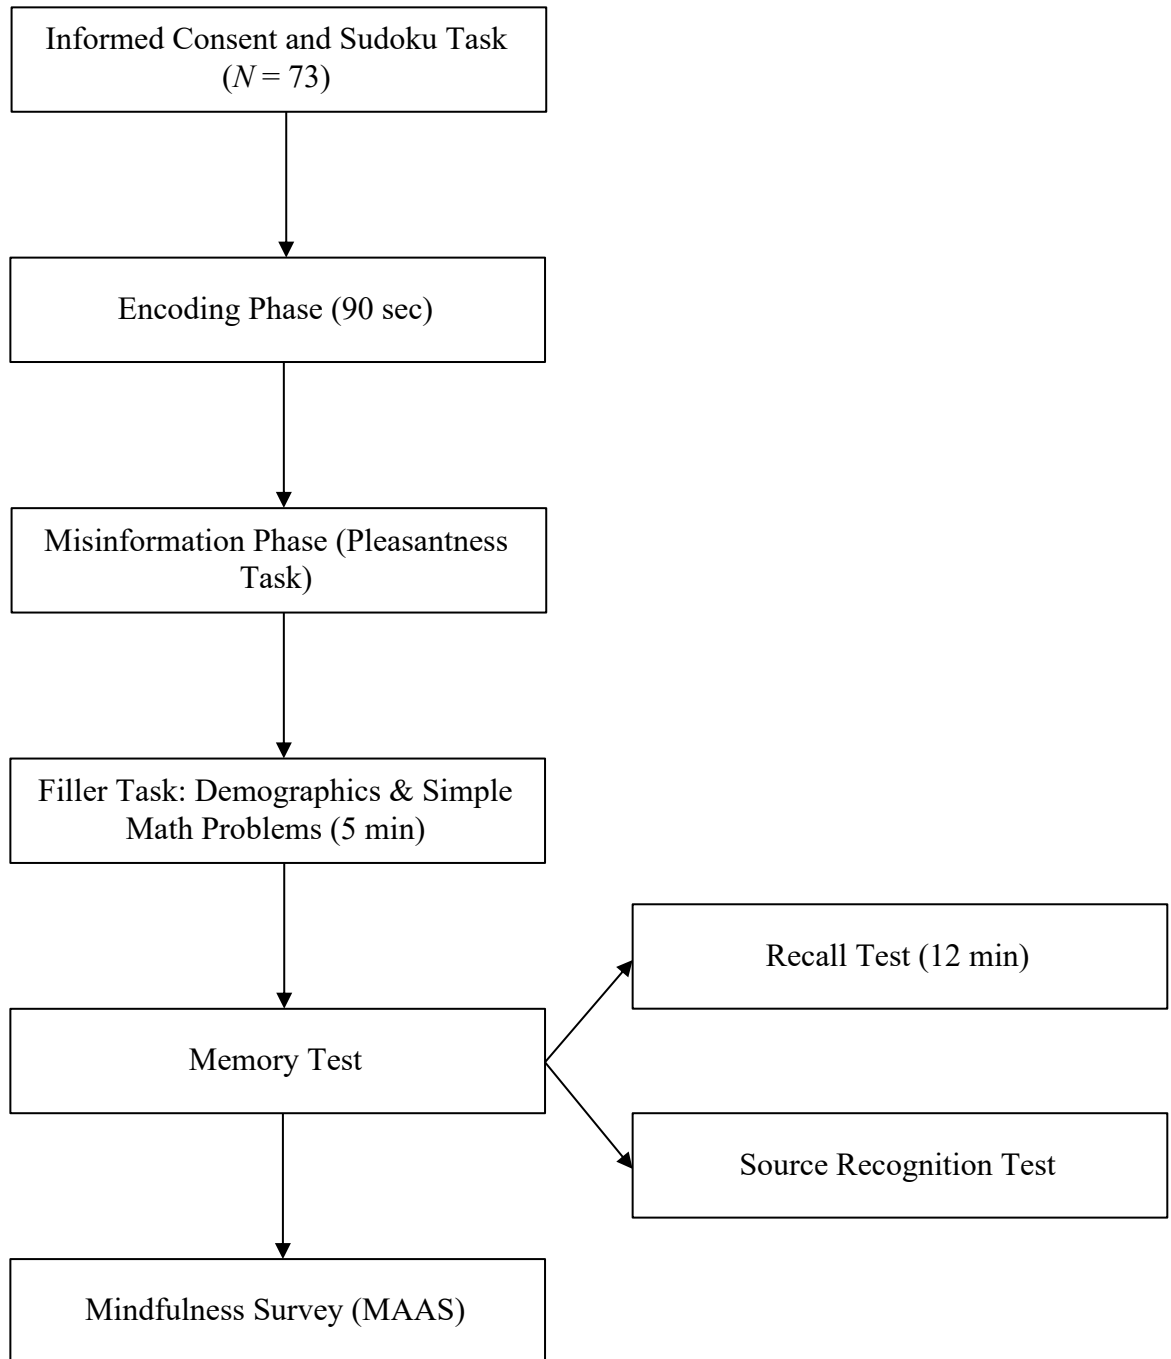 Informed Consent and Sudoku Task
(N = 73)
Encoding Phase (90 sec)
Misinformation Phase (Pleasantness
Task)
Filler Task: Demographics & Simple
Math Problems (5 min)
Recall Test (12 min)
Memory Test
Source Recognition Test
Mindfulness Survey (MAAS)